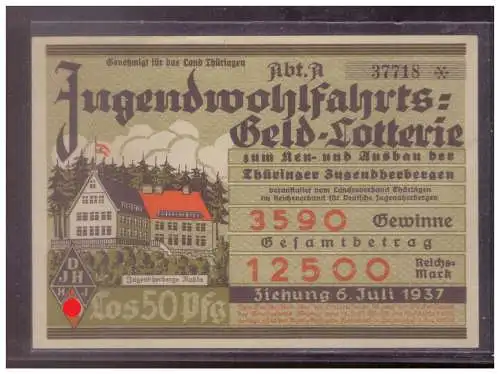 Genehmigt für das Land Thüringen
Abt. A
37718 *
Jugendwohlfahrts=
Geld-Lotterie
zum Neu- und Ausbau der
Thüringer Jugendherbergen
veranstaltet vom Landesverband Thüringen
im Reichsverband für Deutsche Jugendherbergen
3590 Gewinne
Gesamtbetrag
12500 Reichs-
Mark
Ziehung 6. Juli 1937
D
JH
H J
Jugendherberge
Los 50 Pfg